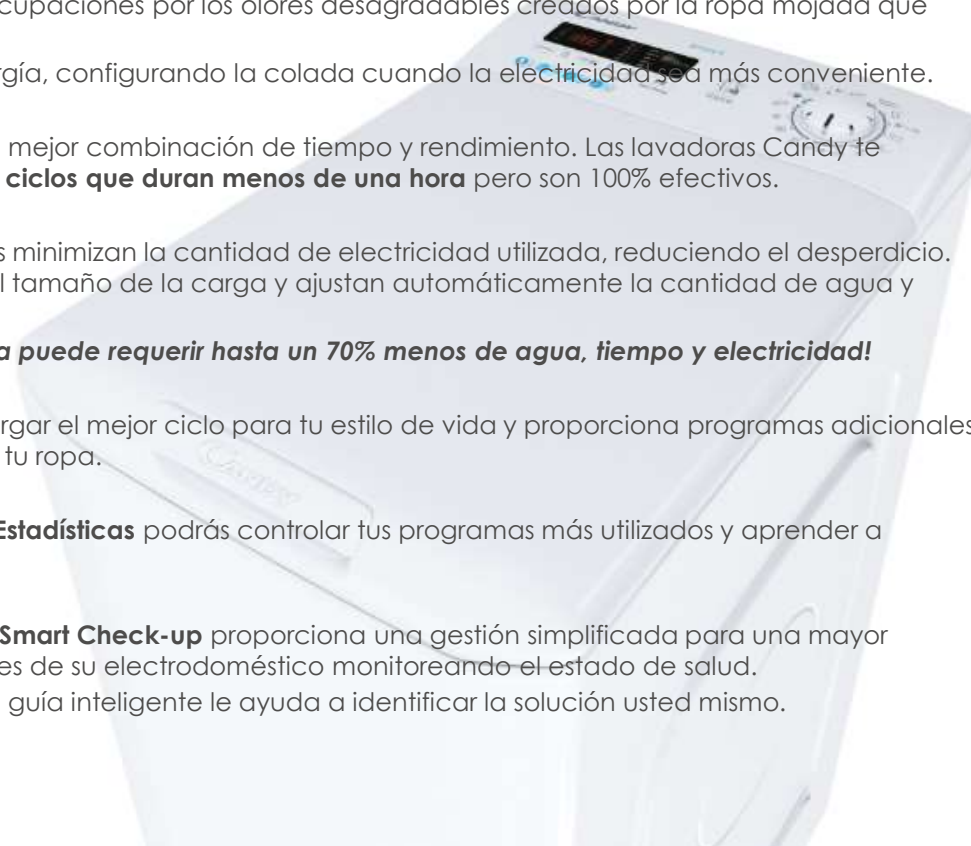 cupaciones por los olores desagradables creados por la ropa mojada que
rgía, configurando la colada cuando la electricidad sea más conveniente.
mejor combinación de tiempo y rendimiento. Las lavadoras Candy te
ciclos que duran menos de una hora pero son 100% efectivos.
s minimizan la cantidad de electricidad utilizada, reduciendo el desperdicio.
l tamaño de la carga y ajustan automáticamente la cantidad de agua y
a puede requerir hasta un 70% menos de agua, tiempo y electricidad!
rgar el mejor ciclo para tu estilo de vida y proporciona programas adicionales
tu ropa.
Estadísticas podrás controlar tus programas más utilizados y aprender a
Smart Check-up proporciona una gestión simplificada para una mayor
es de su electrodoméstico monitoreando el estado de salud.
guía inteligente le ayuda a identificar la solución usted mismo.
CANDY